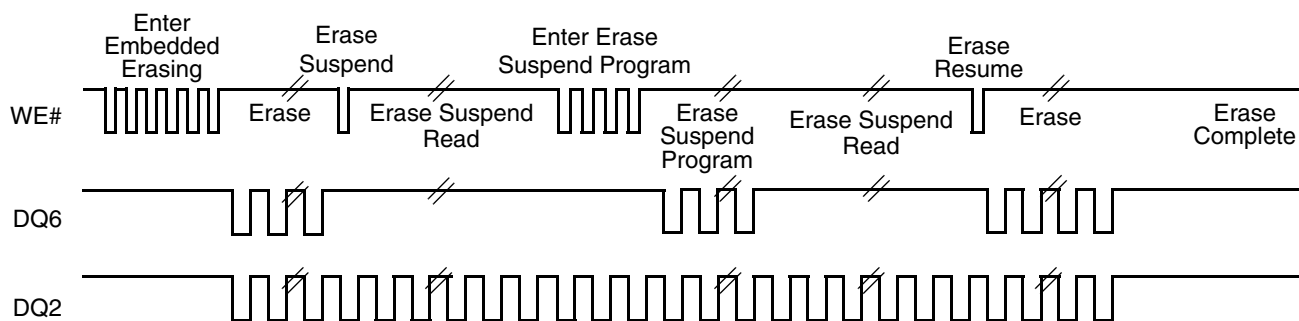 Enter
Embedded
Erasing
Erase
Suspend
Enter Erase
Suspend Program
Erase
Resume
WE#
Erase
Erase Suspend
Read
Erase
Suspend
Program
Erase Suspend
Read
Erase
Erase
Complete
DQ6
DQ2